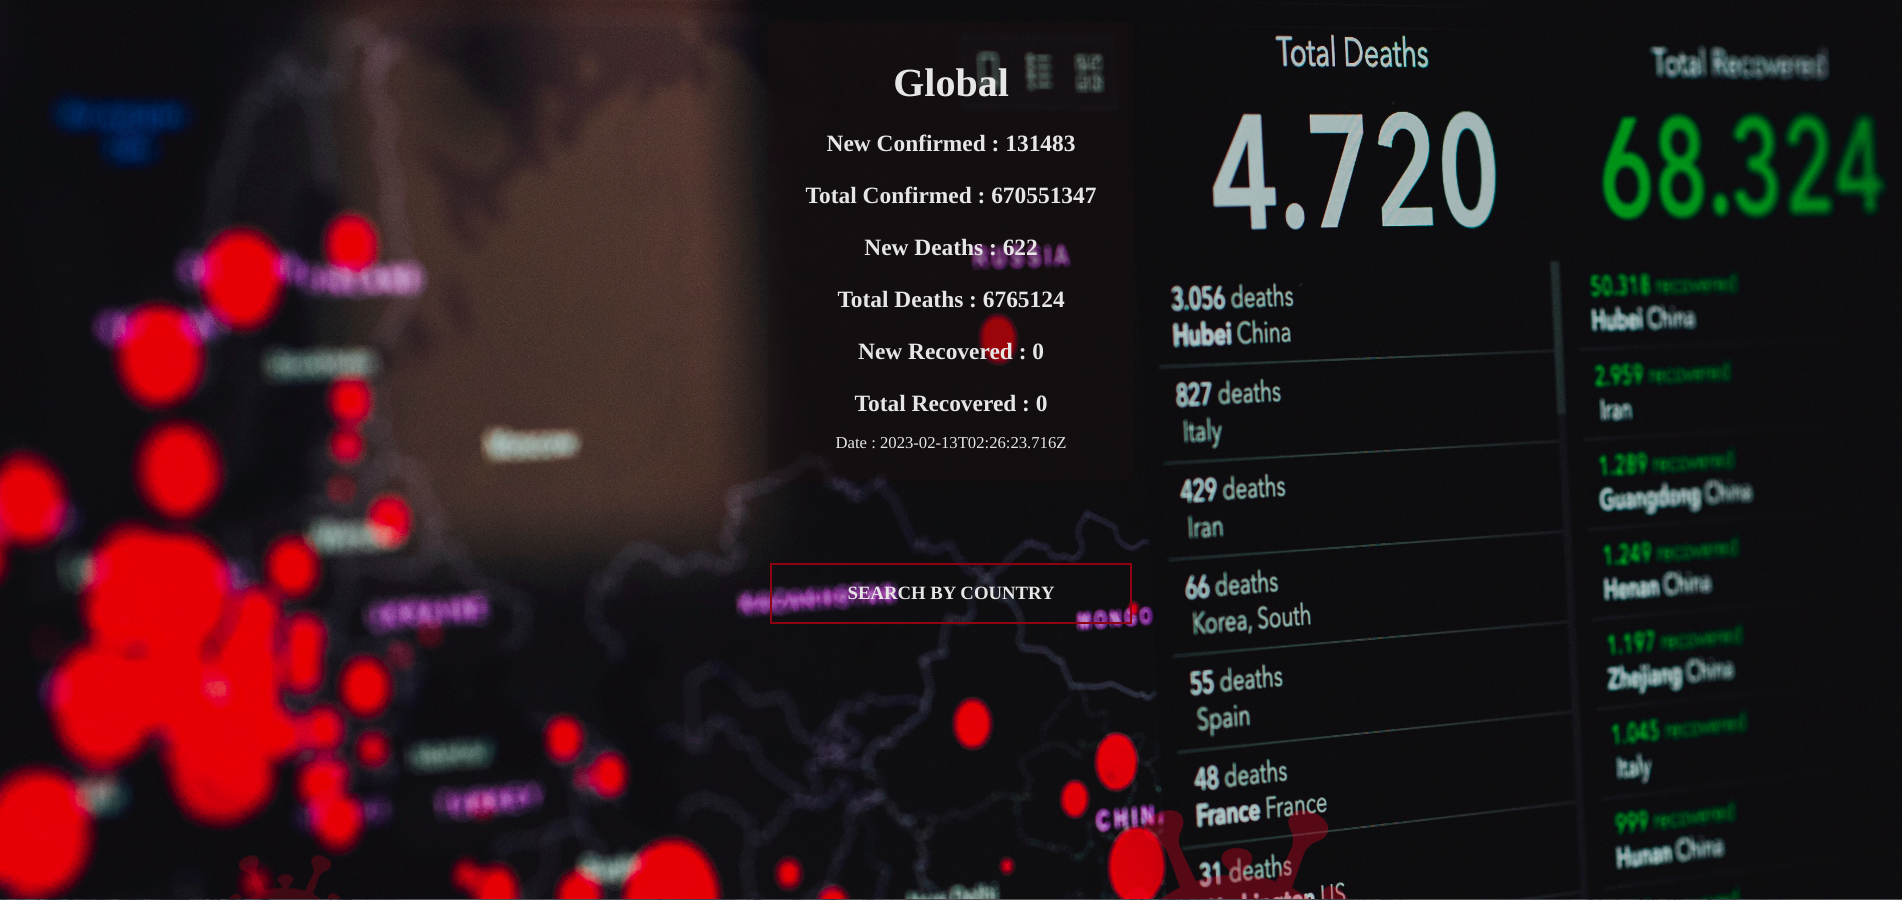 Global
New Confirmed : 131483
Total Confirmed : 670551347
New Deaths : 622
Total Deaths : 6765124
New Recovered : 0
Total Recovered : 0
Date : 2023-02-13T02:26:23.716Z
SEARCH BY COUNTRY
RUSSIA
MONGO
CHIN
Total Deaths
4.720
3.056 deaths
Hubei China
827 deaths
Italy
429 deaths
Iran
66 deaths
Korea, South
55 deaths
Spain
48 deaths
France France
31 deaths
Washington US
Total Recovered
68.324
50.318 recovered
Hubei China
2.959 recovered
Iran
1.289 recovered
Guangdong China
1.249 recovered
Henan China
1.197 recovered
Zhejiang China
1.045 recovered
Italy
999 recovered
Hunan China